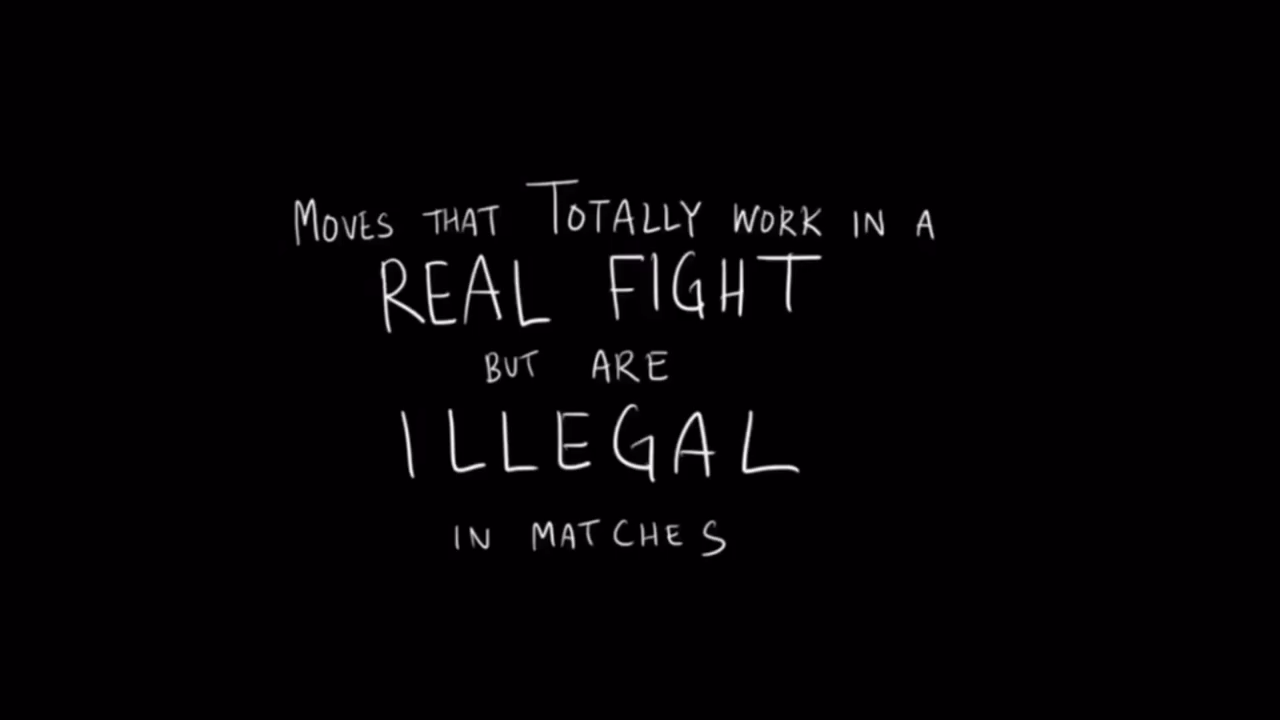 MOVES THAT TOTALLY WORK IN A
REAL FIGHT
BUT ARE
ILLEGAL
IN MATCHES